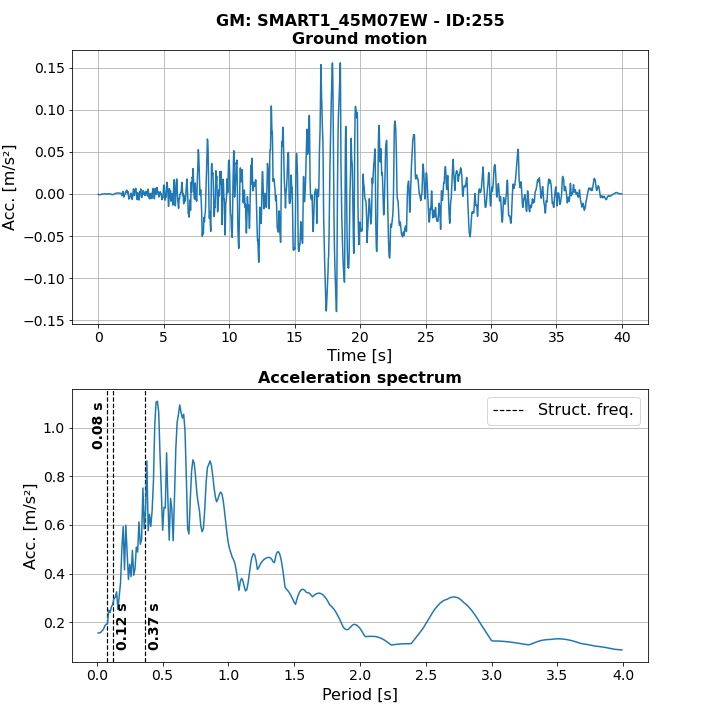 GM: SMART1_45M07EW - ID:255
Ground motion
0.15
0.10
0.05
0.00
−0.05
−0.10
−0.15
Acc. [m/s²]
0 5 10 15 20 25 30 35 40
Time [s]
Acceleration spectrum
Struct. freq.
0.08 s
0.12 s
0.37 s
1.0
0.8
0.6
0.4
0.2
Acc. [m/s²]
0.0 0.5 1.0 1.5 2.0 2.5 3.0 3.5 4.0
Period [s]